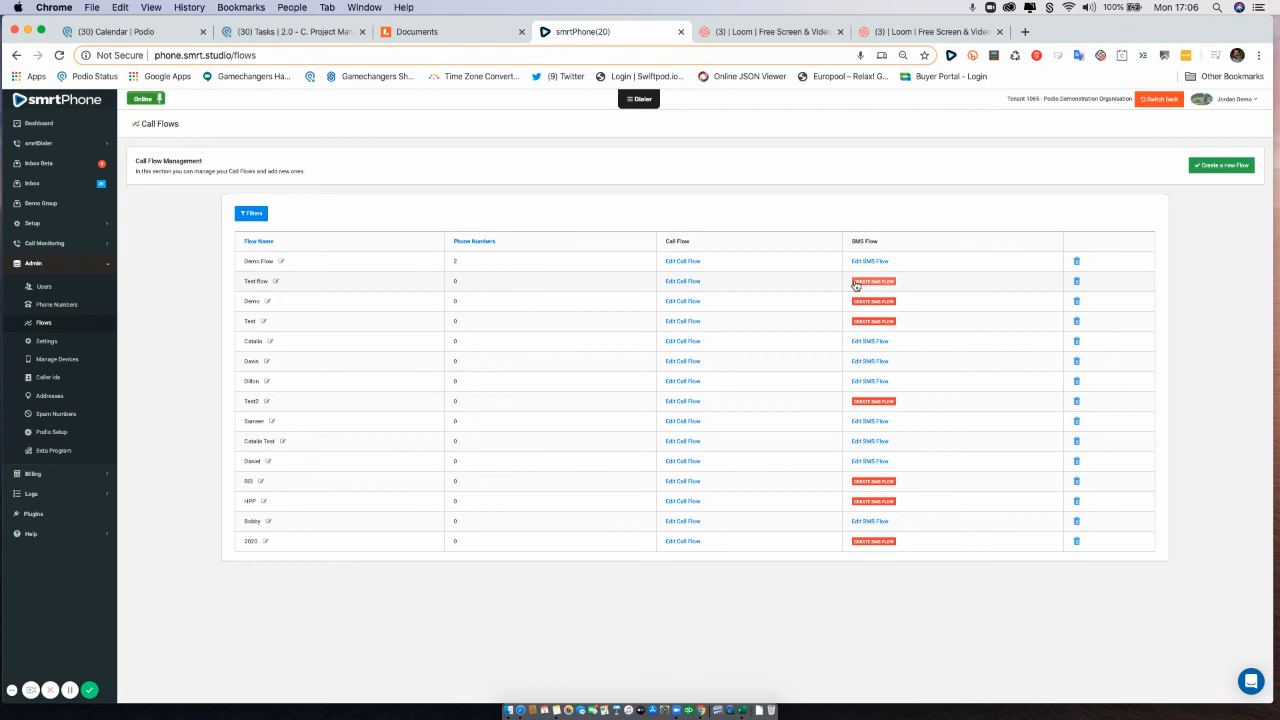 Chrome File Edit View History Bookmarks People Tab Window Help 100% Mon 17:06
(30) Calendar | Podio (30) Tasks | 2.0 - C. Project Man Documents smrtPhone(20) (3) | Loom | Free Screen & Video (3) | Loom | Free Screen & Video
Not Secure phone.smrt.studio/flows
Apps Podio Status Google Apps Gamechangers Ha... Gamechangers Sh... Time Zone Convert... (9) Twitter Login | Swiftpod.io... Online JSON Viewer Europool – Relax! G... Buyer Portal - Login Other Bookmarks
smrtPhone Online Dialer Tenant 1065 - Podio Demonstration Organisation Switch back Jordan Demo
Dashboard
smrtDialer
Inbox Beta
Inbox
Demo Group
Setup
Call Monitoring
Admin
Users
Phone Numbers
Flows
Settings
Manage Devices
Caller Ids
Addresses
Spam Numbers
Podio Setup
Beta Program
Billing
Logs
Plugins
Help
Call Flows
Call Flow Management
In this section you can manage your Call Flows and add new ones.
Create a new Flow
Filters
Flow Name Phone Numbers Call Flow SMS Flow
Demo Flow 2 Edit Call Flow Edit SMS Flow
Test flow 0 Edit Call Flow CREATE SMS FLOW
Demo 0 Edit Call Flow CREATE SMS FLOW
Test 0 Edit Call Flow CREATE SMS FLOW
Catalin 0 Edit Call Flow Edit SMS Flow
Davin 0 Edit Call Flow Edit SMS Flow
Dillon 0 Edit Call Flow Edit SMS Flow
Test2 0 Edit Call Flow CREATE SMS FLOW
Sameer 0 Edit Call Flow Edit SMS Flow
Catalin Test 0 Edit Call Flow Edit SMS Flow
Daniel 0 Edit Call Flow Edit SMS Flow
REI 0 Edit Call Flow CREATE SMS FLOW
HPP 0 Edit Call Flow CREATE SMS FLOW
Bobby 0 Edit Call Flow Edit SMS Flow
2020 0 Edit Call Flow CREATE SMS FLOW